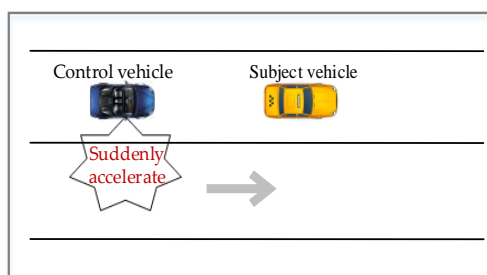 Control vehicle
Subject vehicle
Suddenly
accelerate